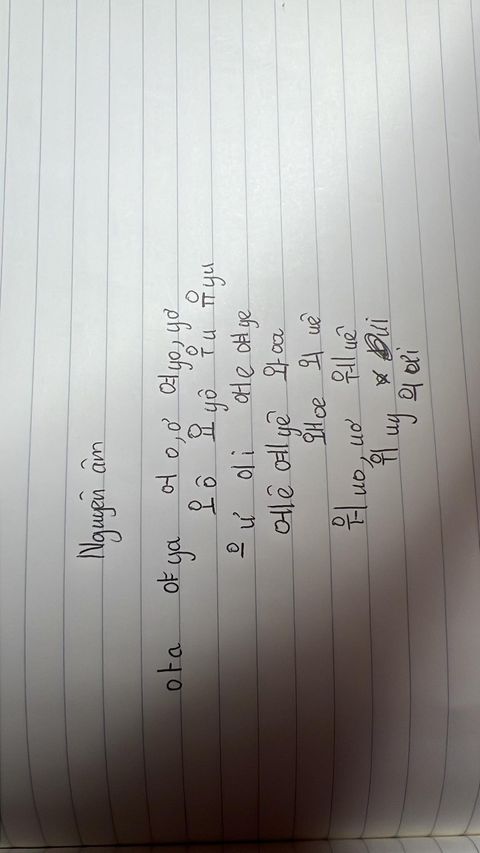 Nguyên âm
아 a 야 ya 어 o,ơ 여 yo,yơ
오 ô 요 yô 우 u 유 yu
으 ư 이 i 애 e 얘 ye
에 ê 예 yê 와 oa
왜 oe 외 uê
워 uo,uơ 웨 uê
위 uy 의 ưi